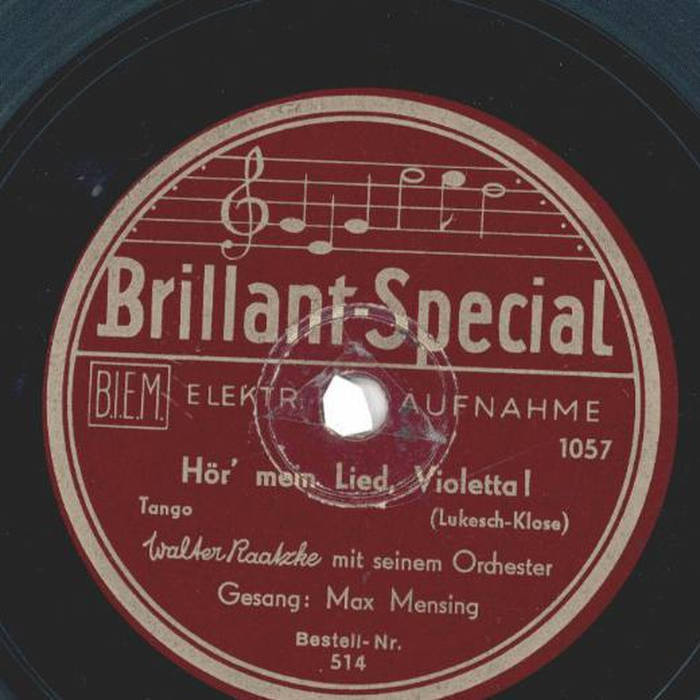 Brillant-Special
B.I.E.M. ELEKTR AUFNAHME
1057
Hör' mein Lied, Violetta!
Tango (Lukesch-Klose)
Walter Raatzke mit seinem Orchester
Gesang: Max Mensing
Bestell-Nr.
514